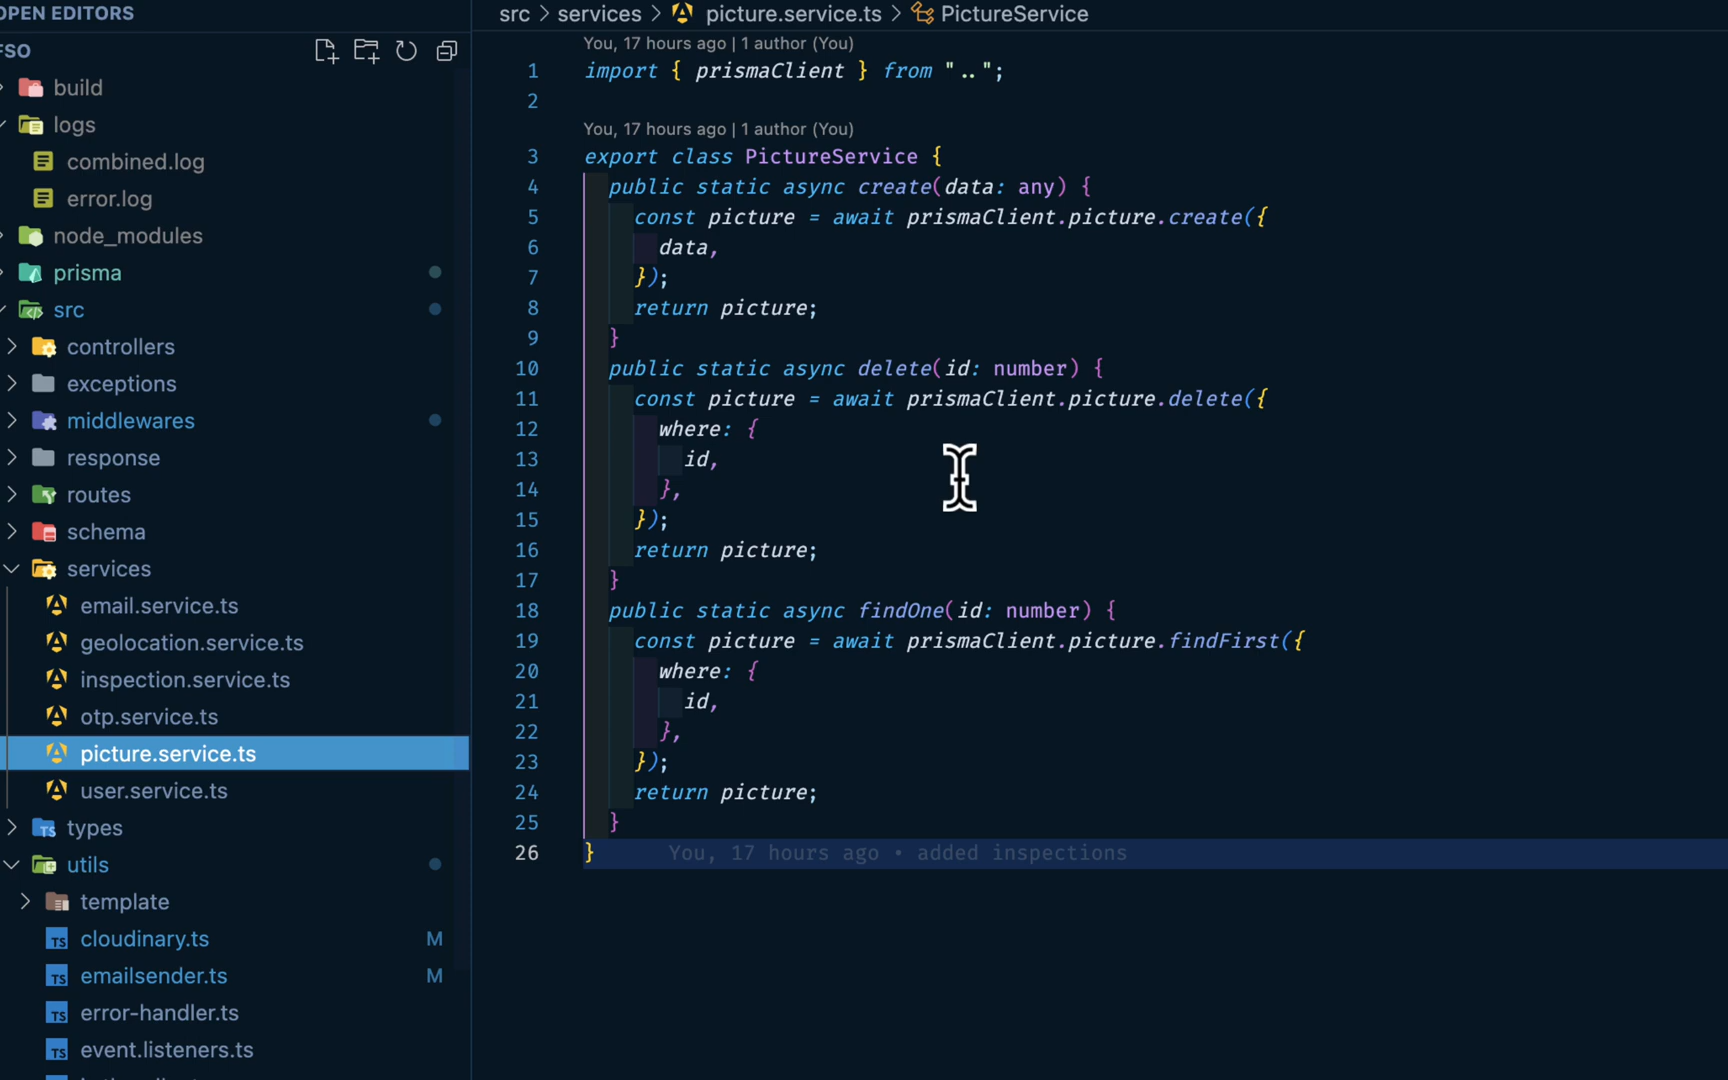 OPEN EDITORS
FSO
build
logs
combined.log
error.log
node_modules
prisma
src
controllers
exceptions
middlewares
response
routes
schema
services
email.service.ts
geolocation.service.ts
inspection.service.ts
otp.service.ts
picture.service.ts
user.service.ts
types
utils
template
cloudinary.ts M
emailsender.ts M
error-handler.ts
event.listeners.ts
src > services > picture.service.ts > PictureService
You, 17 hours ago | 1 author (You)
1 import { prismaClient } from "..";
2
You, 17 hours ago | 1 author (You)
3 export class PictureService {
4 public static async create(data: any) {
5 const picture = await prismaClient.picture.create({
6 data,
7 });
8 return picture;
9 }
10 public static async delete(id: number) {
11 const picture = await prismaClient.picture.delete({
12 where: {
13 id,
14 },
15 });
16 return picture;
17 }
18 public static async findOne(id: number) {
19 const picture = await prismaClient.picture.findFirst({
20 where: {
21 id,
22 },
23 });
24 return picture;
25 }
26 } You, 17 hours ago • added inspections